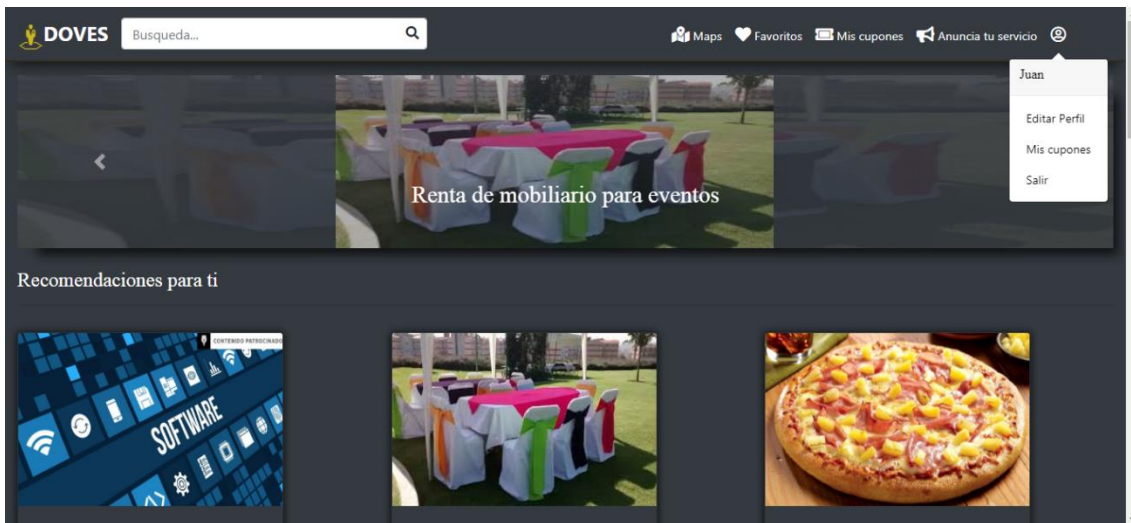 DOVES
Busqueda...
Maps
Favoritos
Mis cupones
Anuncia tu servicio
Juan
Editar Perfil
Mis cupones
Salir
Renta de mobiliario para eventos
Recomendaciones para ti
CONTENIDO PATROCINADO
SOFTWARE